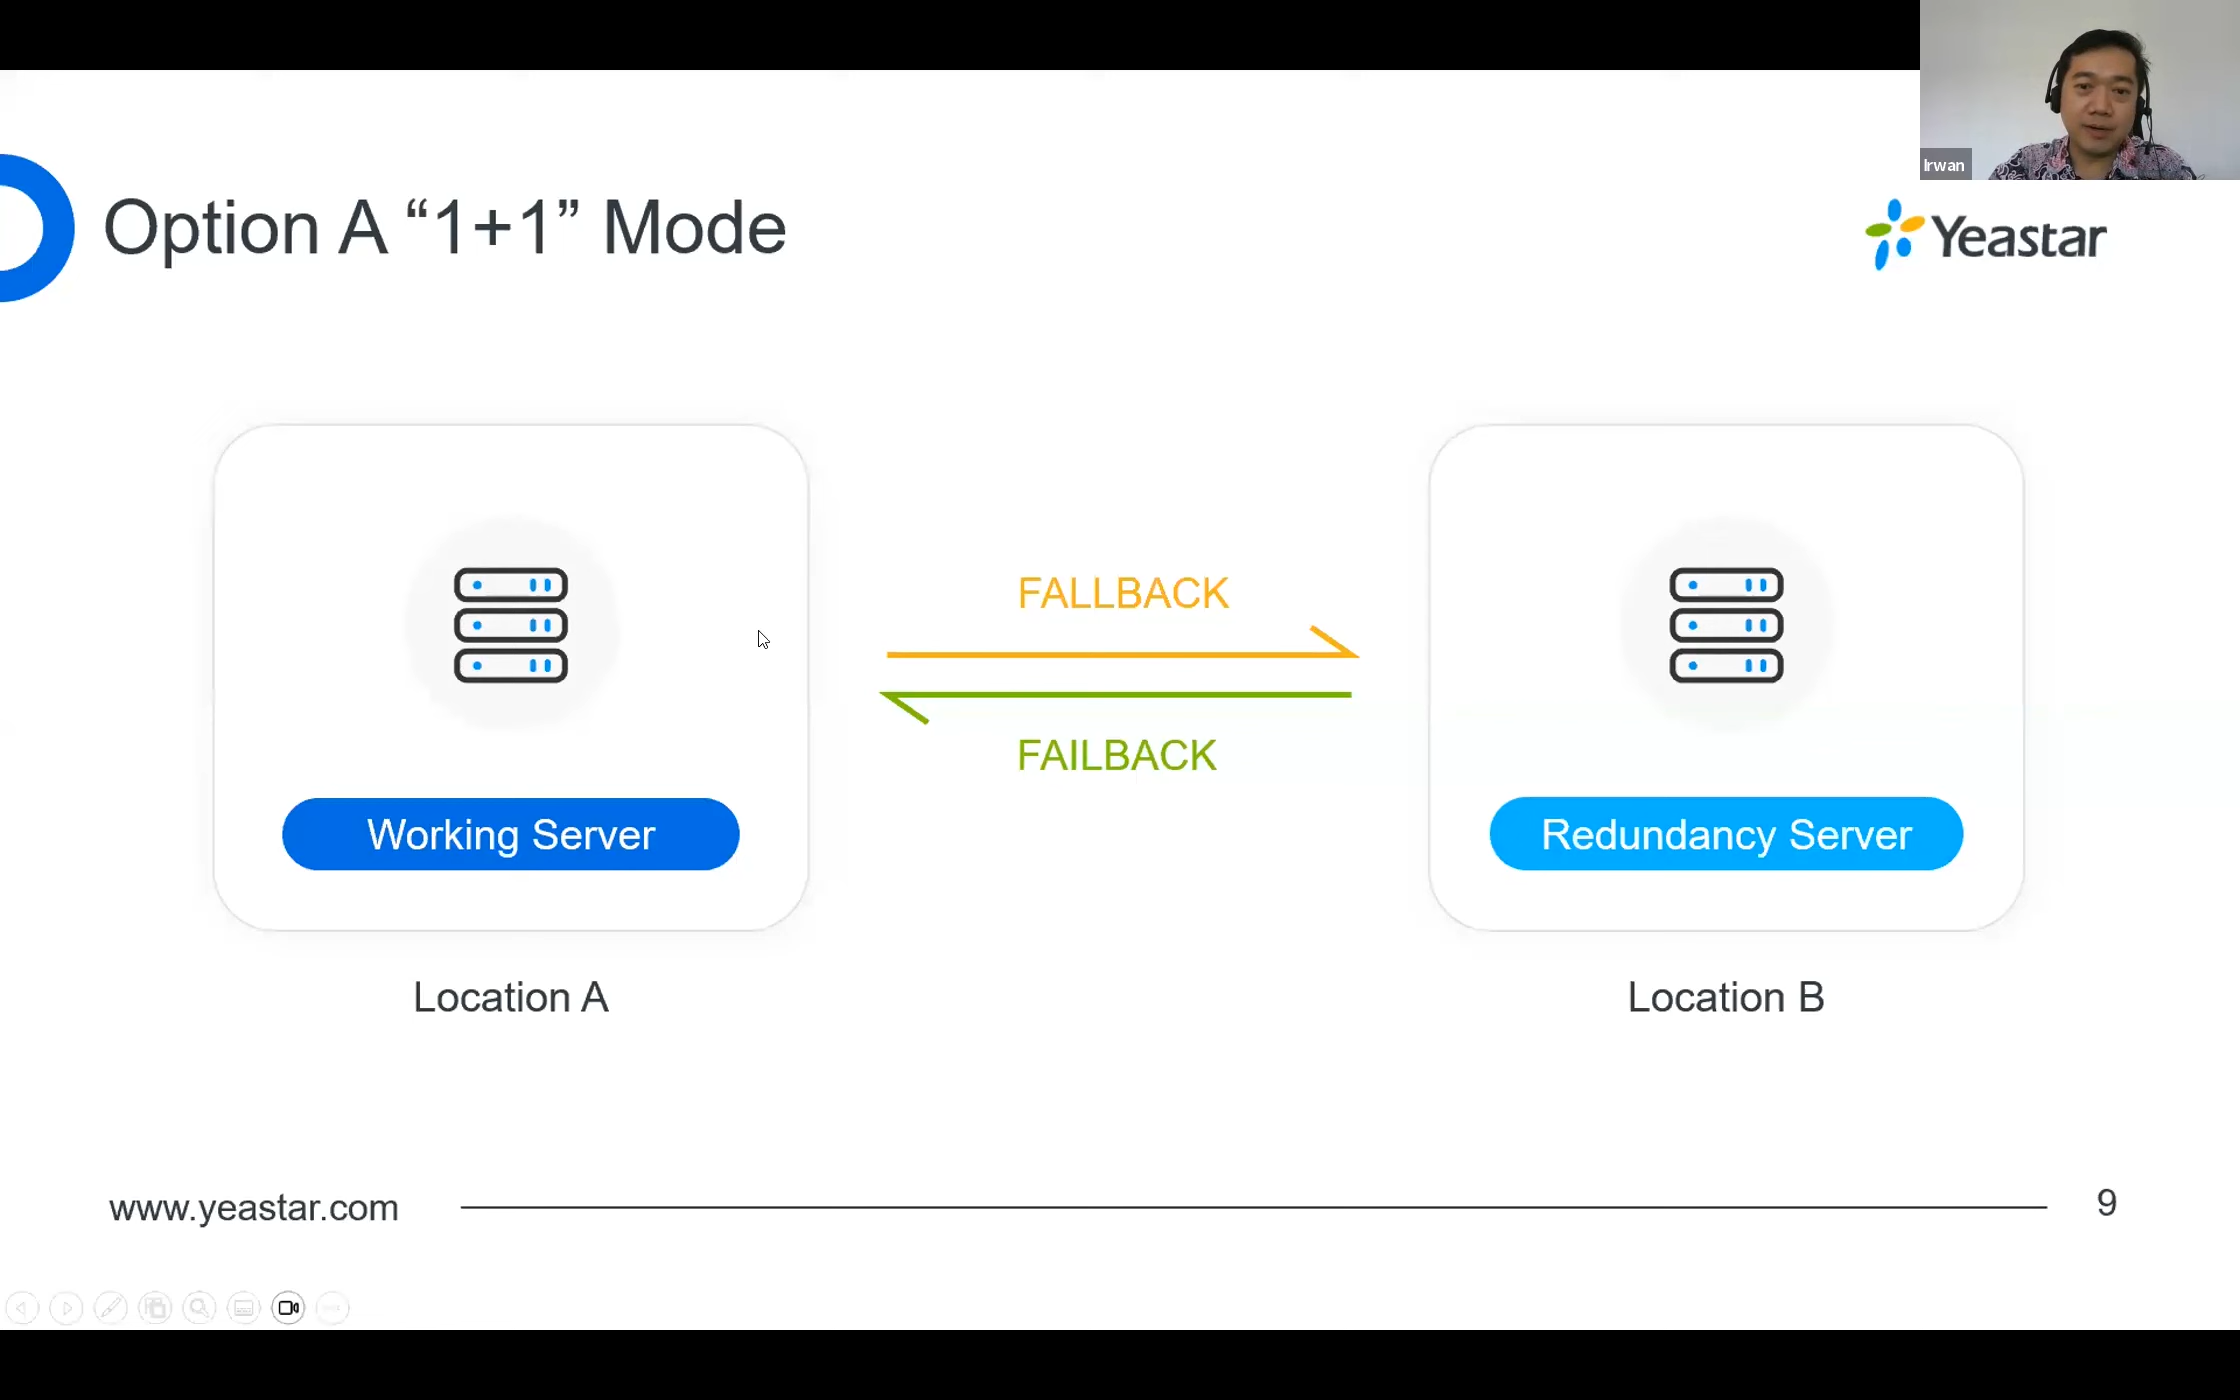 Irwan
Option A “1+1” Mode
Yeastar
FALLBACK
FAILBACK
Working Server
Redundancy Server
Location A
Location B
www.yeastar.com
9